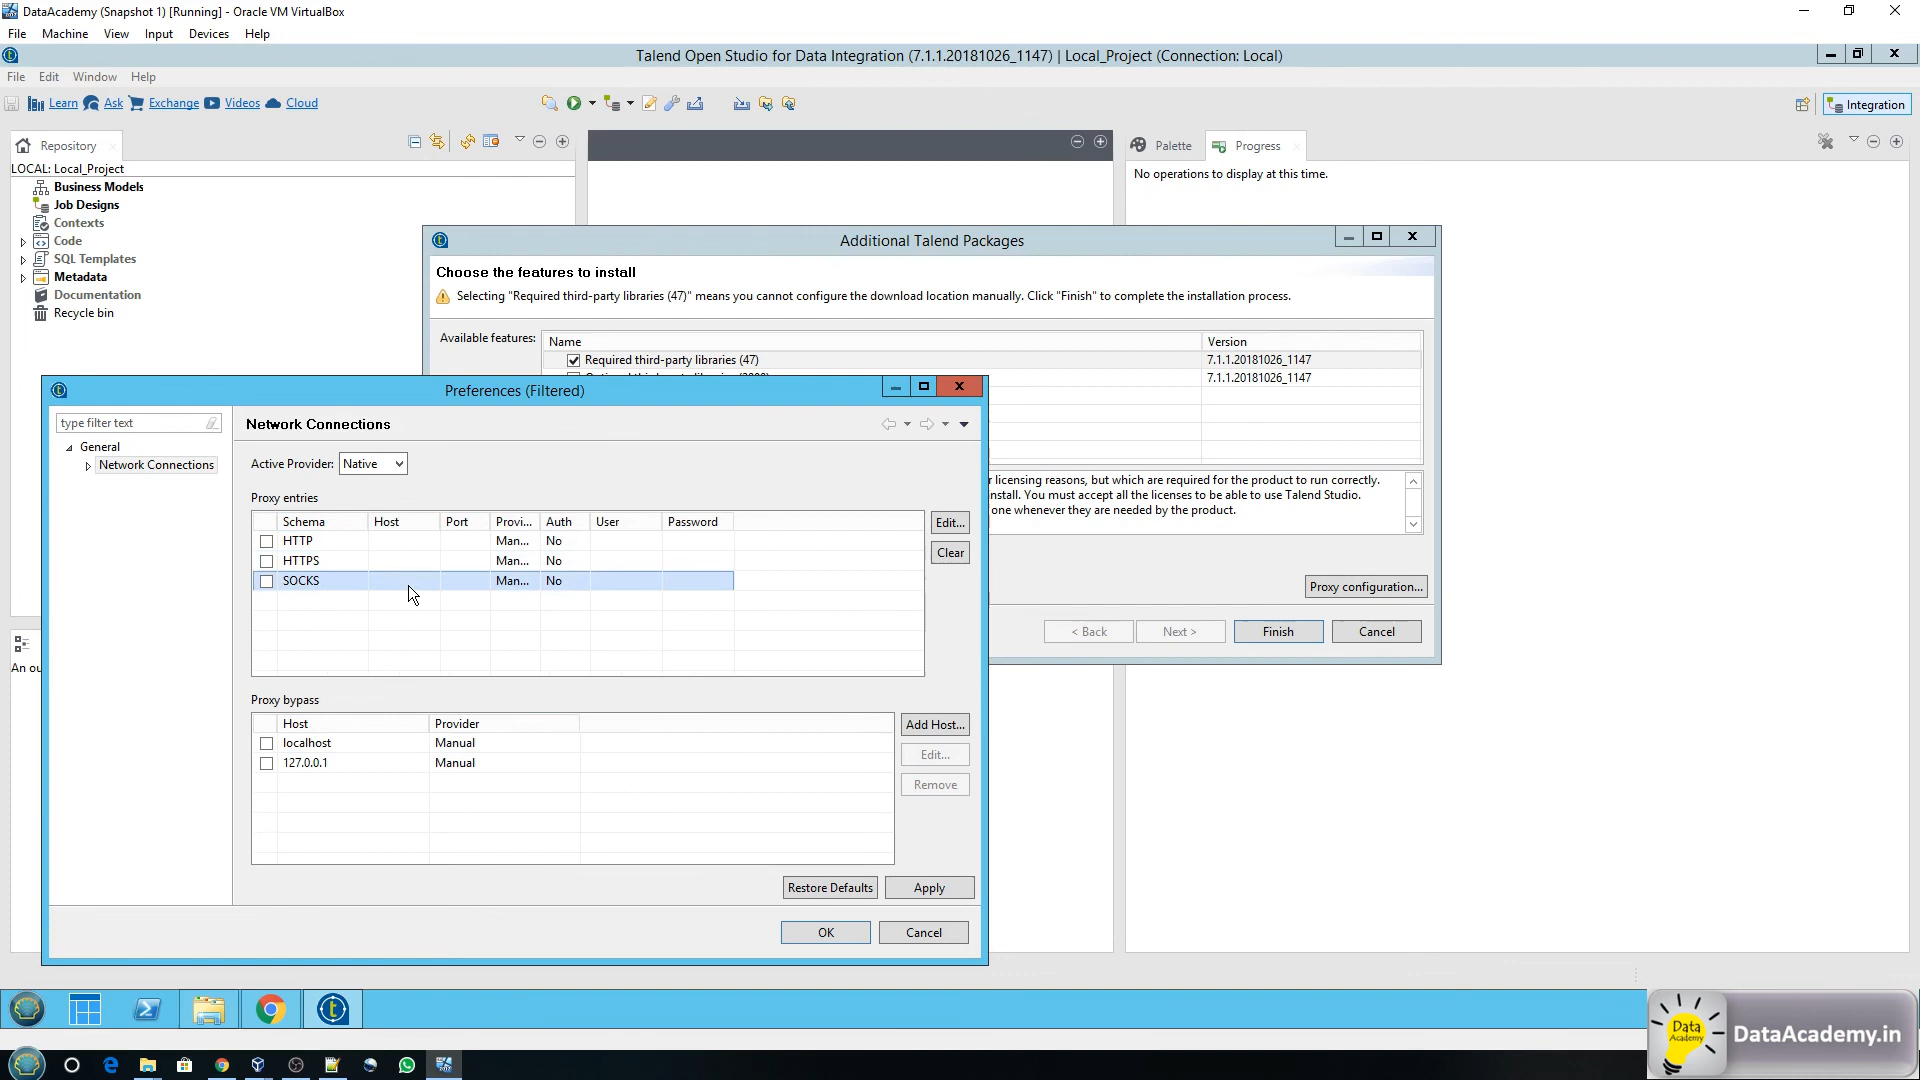 DataAcademy (Snapshot 1) [Running] - Oracle VM VirtualBox
File Machine View Input Devices Help
Talend Open Studio for Data Integration (7.1.1.20181026_1147) | Local_Project (Connection: Local)
File Edit Window Help
Learn Ask Exchange Videos Cloud
Integration
Repository
LOCAL: Local_Project
Business Models
Job Designs
Contexts
Code
SQL Templates
Metadata
Documentation
Recycle bin
Palette Progress
No operations to display at this time.
Additional Talend Packages
Choose the features to install
Selecting "Required third-party libraries (47)" means you cannot configure the download location manually. Click "Finish" to complete the installation process.
Available features:
Name Version
Required third-party libraries (47) 7.1.1.20181026_1147
7.1.1.20181026_1147
r licensing reasons, but which are required for the product to run correctly.
nstall. You must accept all the licenses to be able to use Talend Studio.
one whenever they are needed by the product.
Proxy configuration...
< Back Next > Finish Cancel
Preferences (Filtered)
type filter text
General
Network Connections
Network Connections
Active Provider: Native
Proxy entries
Schema Host Port Provi... Auth User Password
HTTP Man... No
HTTPS Man... No
SOCKS Man... No
Edit...
Clear
Proxy bypass
Host Provider
localhost Manual
127.0.0.1 Manual
Add Host...
Edit...
Remove
Restore Defaults Apply
OK Cancel
An ou
Data
Academy
DataAcademy.in